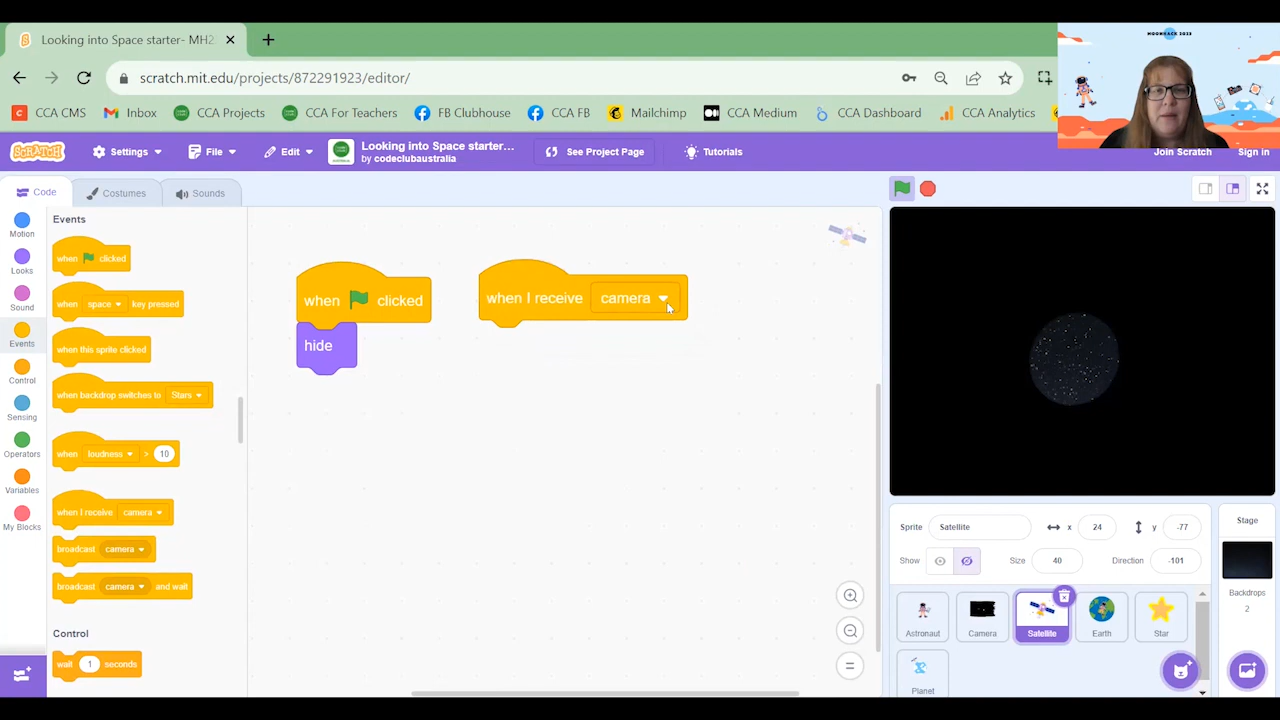 Looking into Space starter- MH2
scratch.mit.edu/projects/872291923/editor/
MOONHACK 2023
CCA CMS
Inbox
CCA Projects
CCA For Teachers
FB Clubhouse
CCA FB
Mailchimp
CCA Medium
CCA Dashboard
CCA Analytics
SCRATCH
Settings
File
Edit
Looking into Space starter...
by codeclubaustralia
See Project Page
Tutorials
Join Scratch
Sign in
Code
Costumes
Sounds
Motion
Looks
Sound
Events
Control
Sensing
Operators
Variables
My Blocks
Events
when clicked
when space key pressed
when this sprite clicked
when backdrop switches to Stars
when loudness > 10
when I receive camera
broadcast camera
broadcast camera and wait
Control
wait 1 seconds
when clicked
hide
when I receive camera
Sprite Satellite x 24 y -77
Show Size 40 Direction -101
Astronaut
Camera
Satellite
Earth
Star
Planet
Stage
Backdrops
2